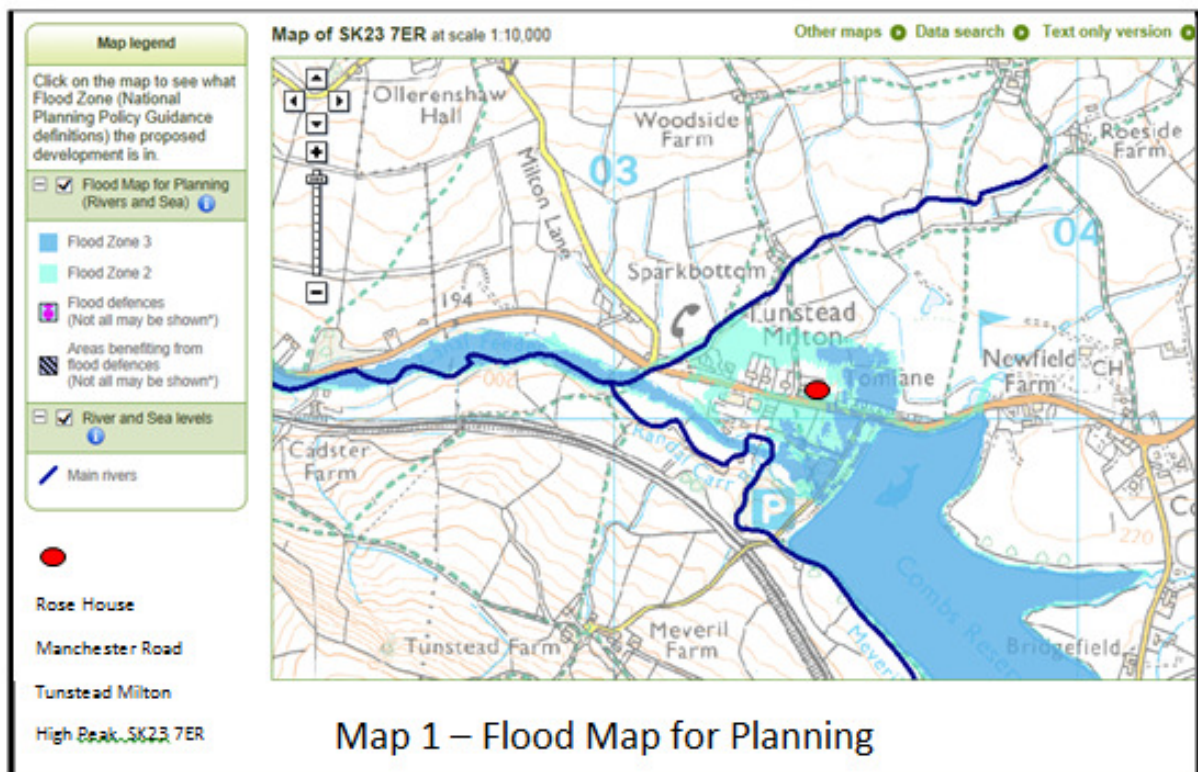 Map legend
Click on the map to see what
Flood Zone (National
Planning Policy Guidance
definitions) the proposed
development is in.
Flood Map for Planning
(Rivers and Sea)
Flood Zone 3
Flood Zone 2
Flood defences
(Not all may be shown*)
Areas benefiting from
flood defences
(Not all may be shown*)
River and Sea levels
Main rivers
Rose House
Manchester Road
Tunstead Milton
High Peak SK23 7ER
Map of SK23 7ER at scale 1:10,000
Other maps
Data search
Text only version
Ollerenshaw
Hall
Woodside
Farm
Roeside
Farm
03
Milton Lane
04
Sparkbottom
194
Tunstead
Milton
Newfield
Farm
CH
Tomlane
200
Cadster
Farm
Randal Carr
P
220
Combs Reser
Tunstead Farm
Meveril
Farm
Meveri
Bridgefield
Map 1 – Flood Map for Planning